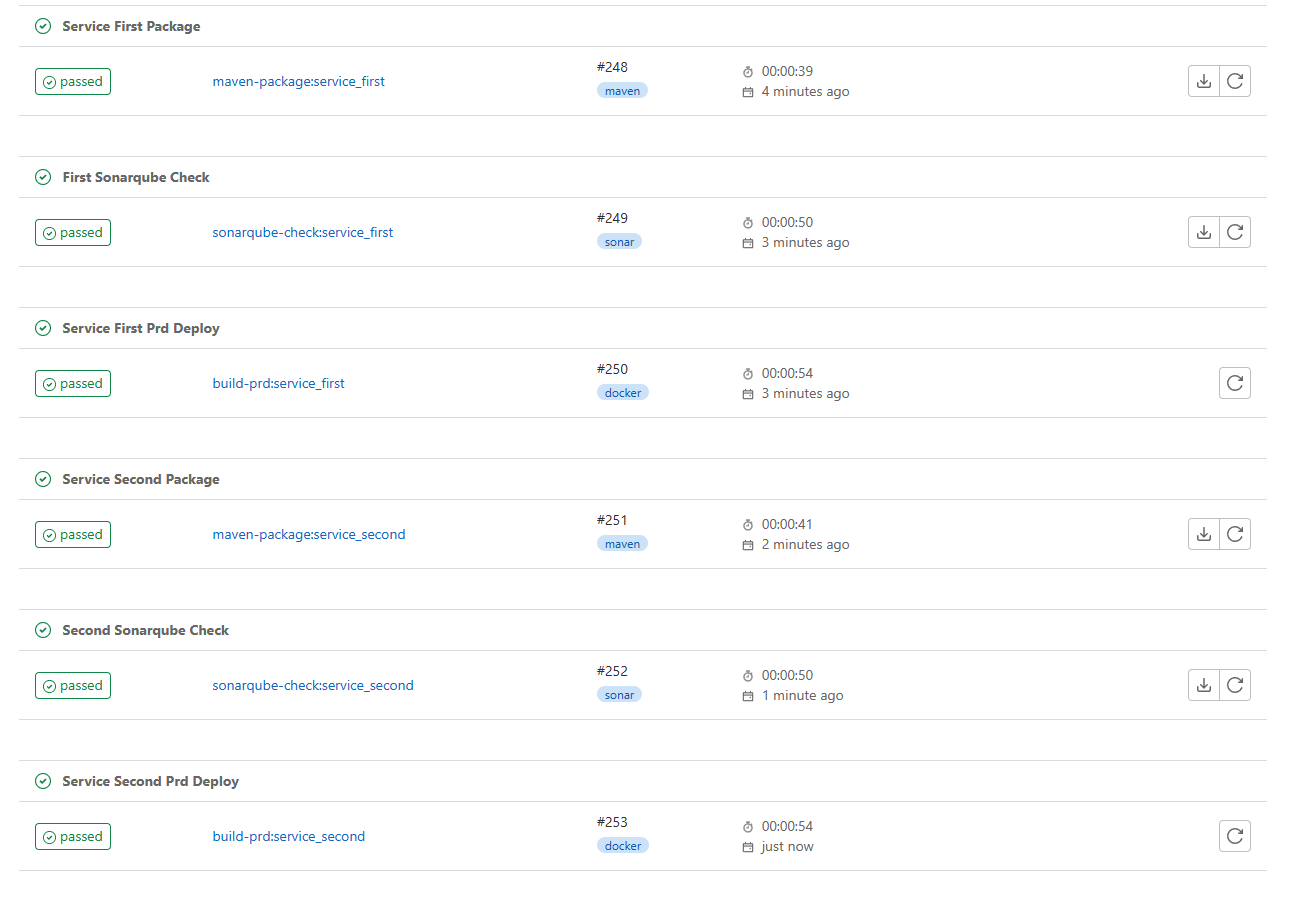 Service First Package
passed
maven-package:service_first
#248
maven
00:00:39
4 minutes ago
First Sonarqube Check
passed
sonarqube-check:service_first
#249
sonar
00:00:50
3 minutes ago
Service First Prd Deploy
passed
build-prd:service_first
#250
docker
00:00:54
3 minutes ago
Service Second Package
passed
maven-package:service_second
#251
maven
00:00:41
2 minutes ago
Second Sonarqube Check
passed
sonarqube-check:service_second
#252
sonar
00:00:50
1 minute ago
Service Second Prd Deploy
passed
build-prd:service_second
#253
docker
00:00:54
just now